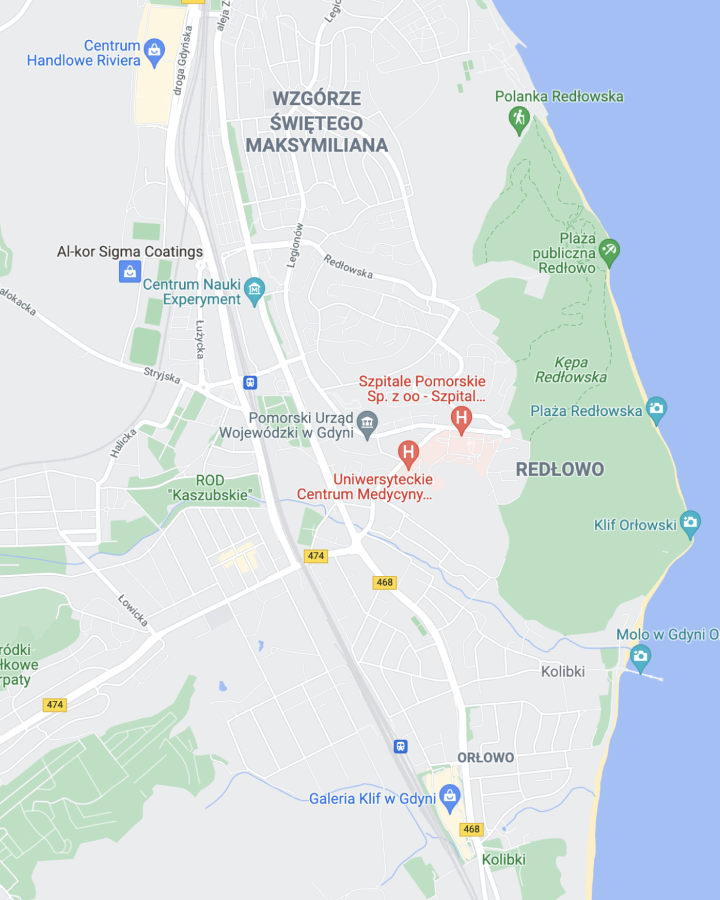 Legio
aleja Z
droga Gdyńska
Centrum
Handlowe Riviera
WZGÓRZE
ŚWIĘTEGO
MAKSYMILIANA
Polanka Redłowska
Legionów
Plaża
publiczna
Redłowo
Al-kor Sigma Coatings
Redłowska
Centrum Nauki
Experyment
ałokacka
Łużycka
Stryjska
Kępa
Redłowska
Szpitale Pomorskie
Sp. z oo - Szpital...
Plaża Redłowska
Pomorski Urząd
Wojewódzki w Gdyni
Halicka
REDŁOWO
Uniwersyteckie
Centrum Medycyny...
ROD
"Kaszubskie"
Klif Orłowski
474
468
Łowicka
Molo w Gdyni O
ródki
łkowe
rpaty
Kolibki
474
ORŁOWO
Galeria Klif w Gdyni
468
Kolibki